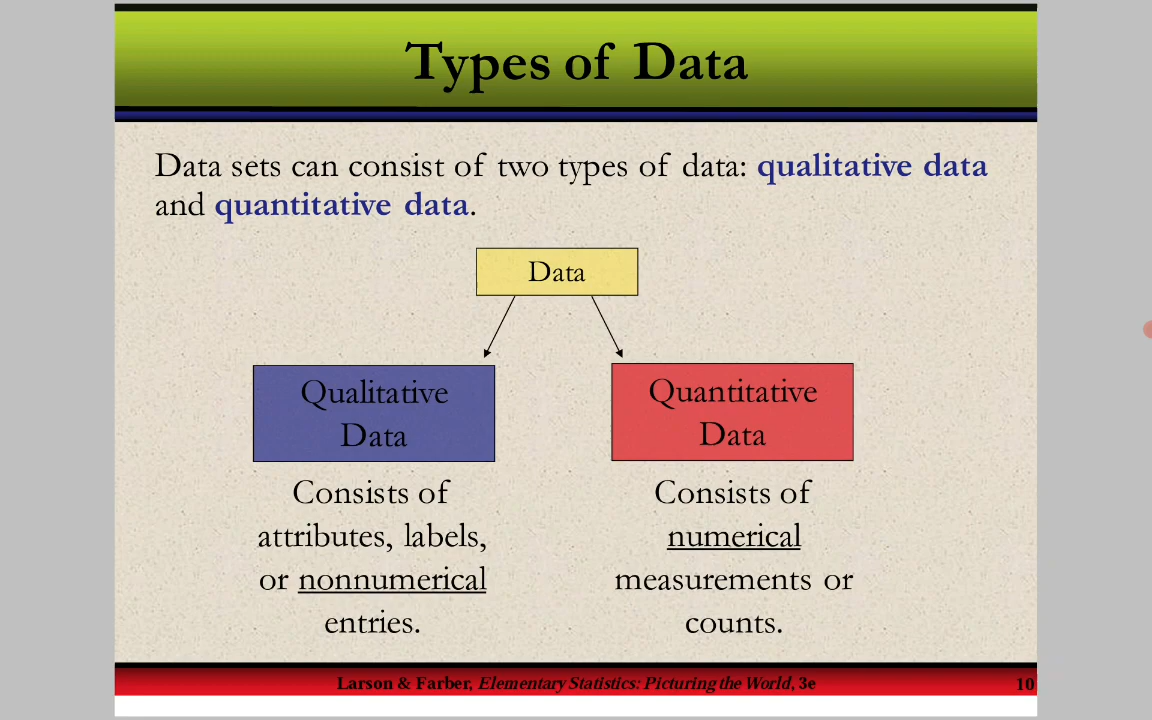 Types of Data
Data sets can consist of two types of data: qualitative data
and quantitative data.
Data
Qualitative
Data
Quantitative
Data
Consists of
attributes, labels,
or nonnumerical
entries.
Consists of
numerical
measurements or
counts.
Larson & Farber, Elementary Statistics: Picturing the World, 3e
10